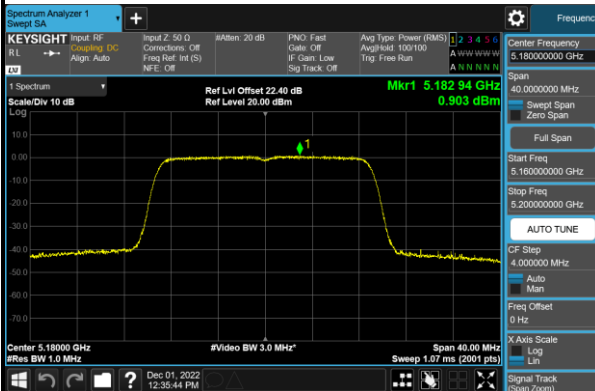 Spectrum Analyzer 1
Swept SA
Frequenc
KEYSIGHT
RL
Input: RF
Coupling: DC
Align: Auto
Input Z: 50 Ω
Corrections: Off
Freq Ref: Int (S)
NFE: Off
#Atten: 20 dB
PNO: Fast
Gate: Off
IF Gain: Low
Sig Track: Off
Avg Type: Power (RMS)
Avg|Hold: 100/100
Trig: Free Run
1 2 3 4 5 6
A W W W W W
A N N N N N
LXI
1 Spectrum
Scale/Div 10 dB
Log
Ref Lvl Offset 22.40 dB
Ref Level 20.00 dBm
Mkr1 5.182 94 GHz
0.903 dBm
1
10.0
0.00
-10.0
-20.0
-30.0
-40.0
-50.0
-60.0
-70.0
Center 5.18000 GHz
#Res BW 1.0 MHz
#Video BW 3.0 MHz*
Span 40.00 MHz
Sweep 1.07 ms (2001 pts)
?
Dec 01, 2022
12:35:44 PM
Center Frequency
5.180000000 GHz
Span
40.0000000 MHz
Swept Span
Zero Span
Full Span
Start Freq
5.160000000 GHz
Stop Freq
5.200000000 GHz
AUTO TUNE
CF Step
4.000000 MHz
Auto
Man
Freq Offset
0 Hz
X Axis Scale
Log
Lin
Signal Track
(Span Zoom)